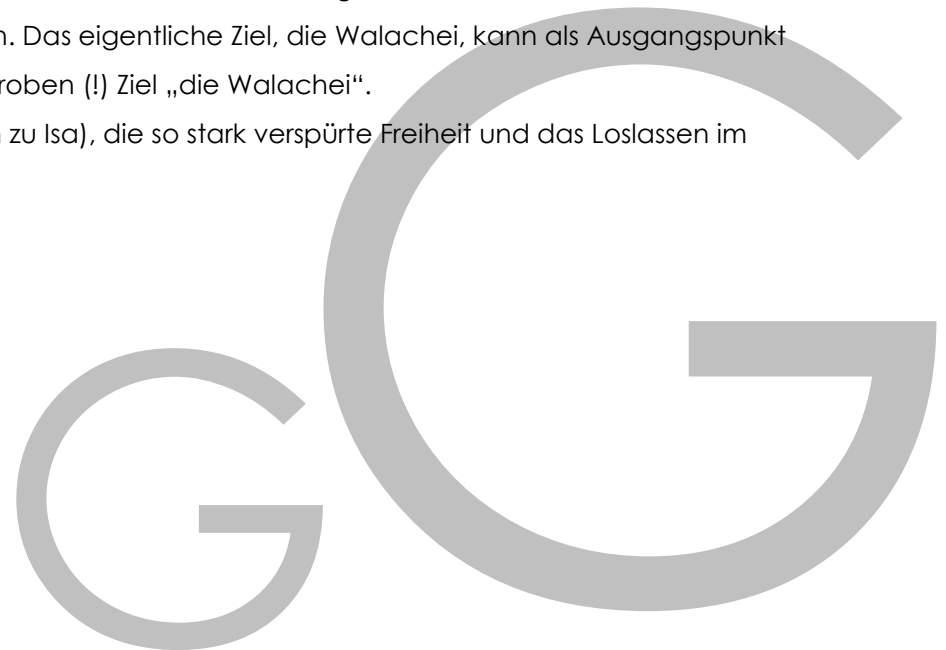 n. Das eigentliche Ziel, die Walachei, kann als Ausgangspunkt
roben (!) Ziel „die Walachei“.
n zu Isa), die so stark verspürte Freiheit und das Loslassen im
G G